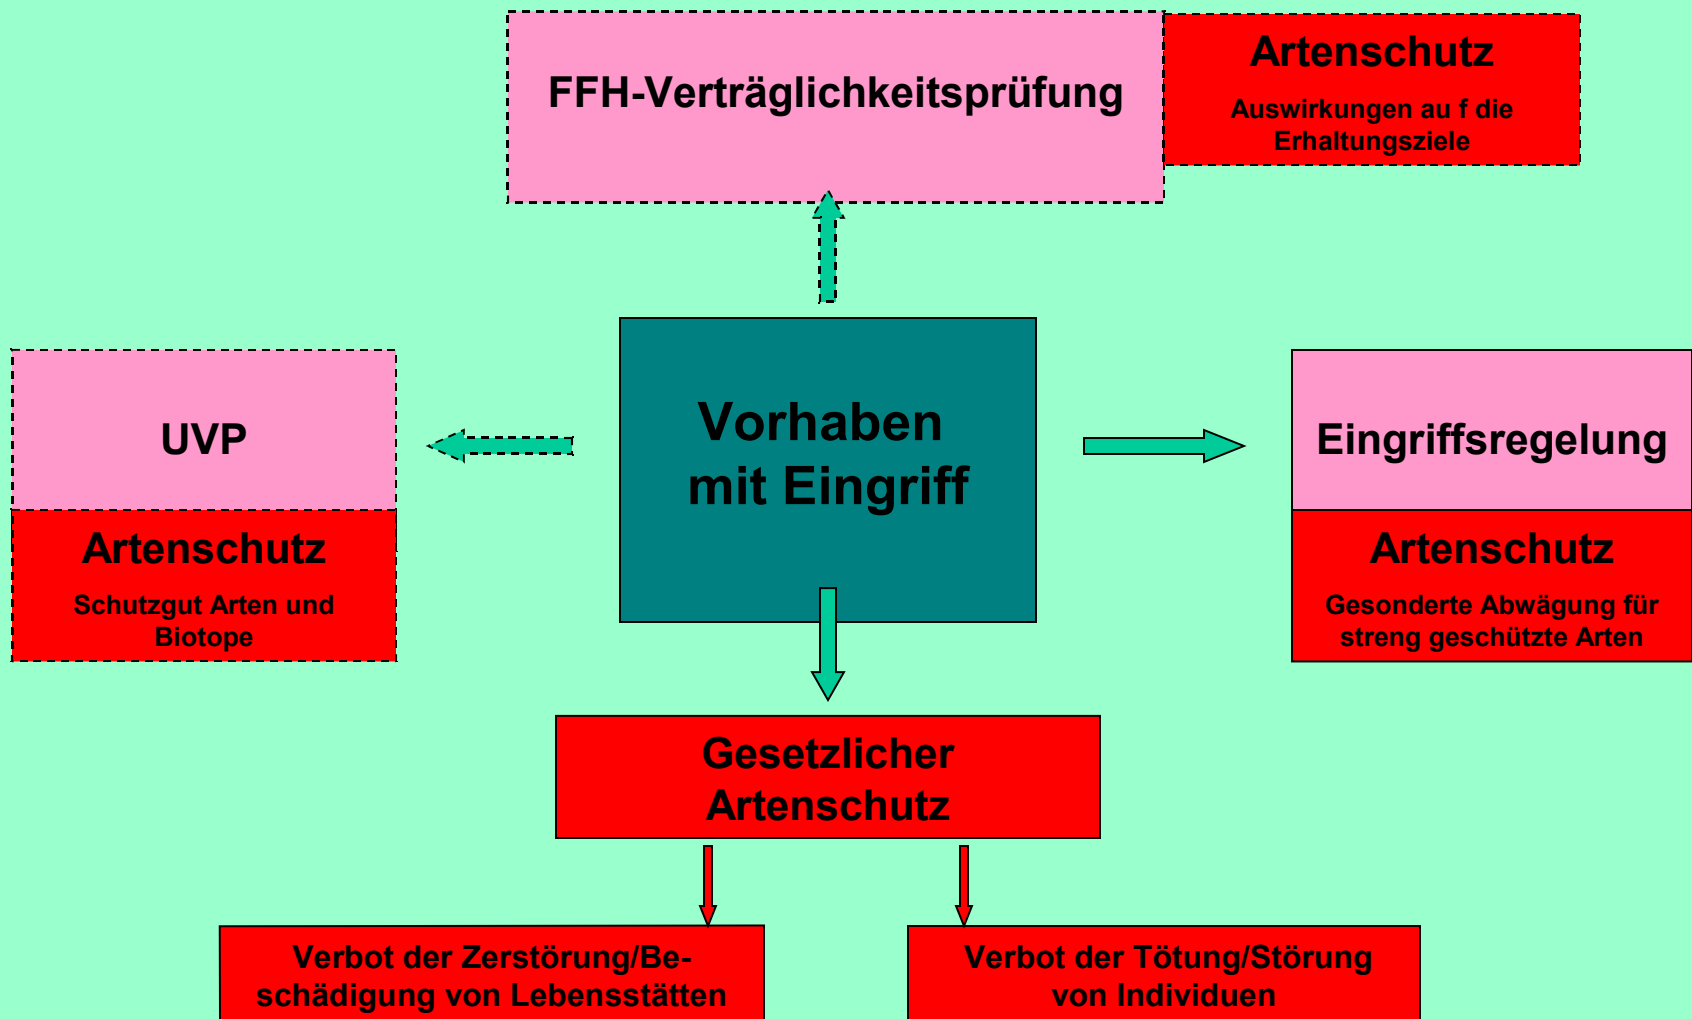 FFH-Verträglichkeitsprüfung
Artenschutz
Auswirkungen au f die
Erhaltungsziele
UVP
Artenschutz
Schutzgut Arten und
Biotope
Vorhaben
mit Eingriff
Eingriffsregelung
Artenschutz
Gesonderte Abwägung für
streng geschützte Arten
Gesetzlicher
Artenschutz
Verbot der Zerstörung/Be-
schädigung von Lebensstätten
Verbot der Tötung/Störung
von Individuen